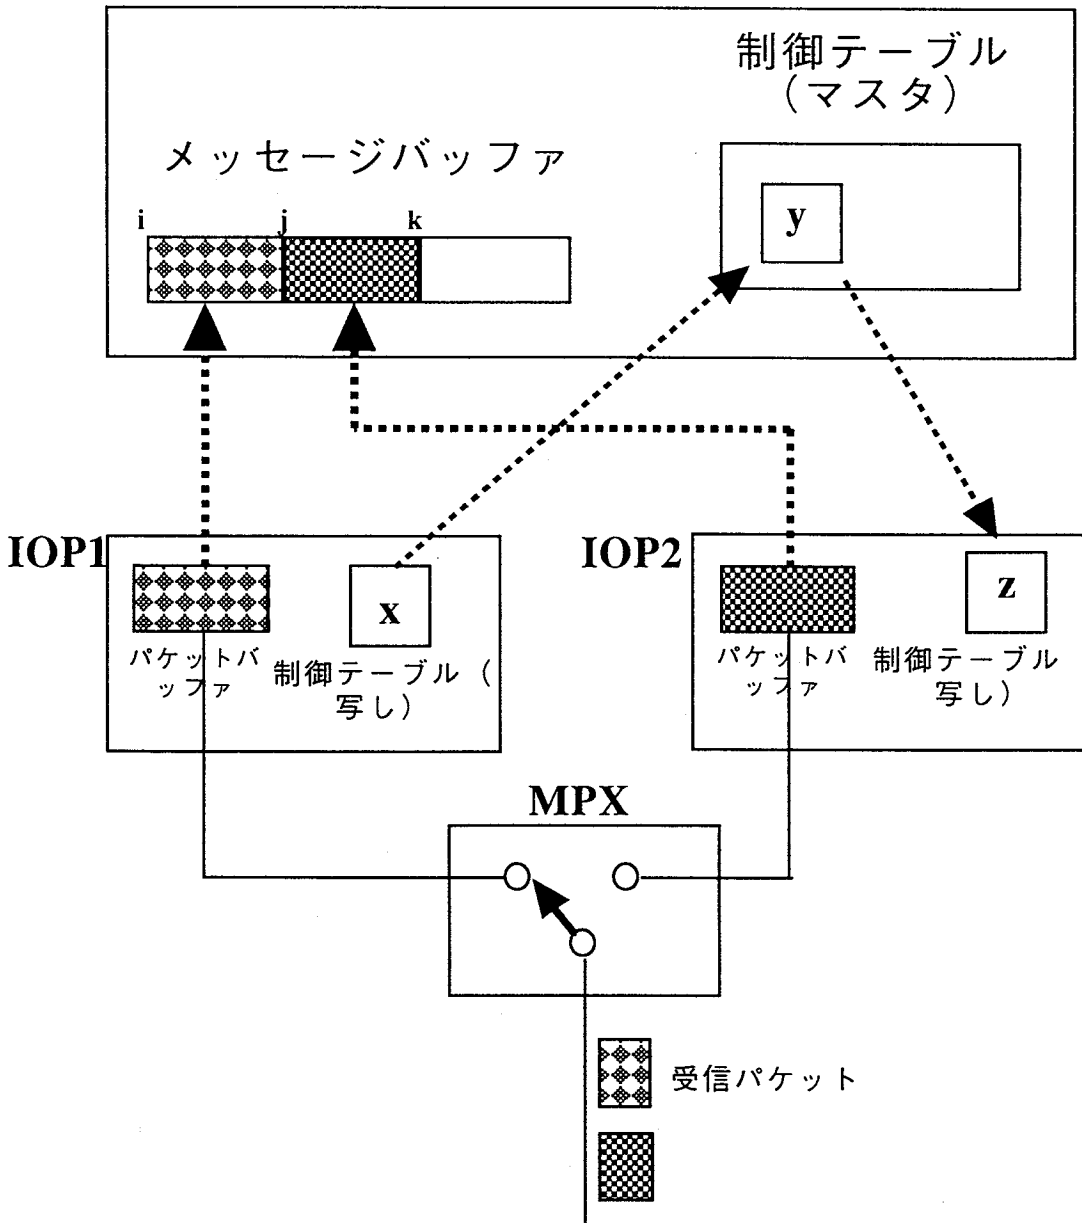 制御テーブル
（マスタ）
メッセージバッファ
i
j
k
y
IOP1
x
パケットバ
ッファ
制御テーブル（
写し）
IOP2
z
パケットバ
ッファ
制御テーブル
写し）
MPX
受信パケット